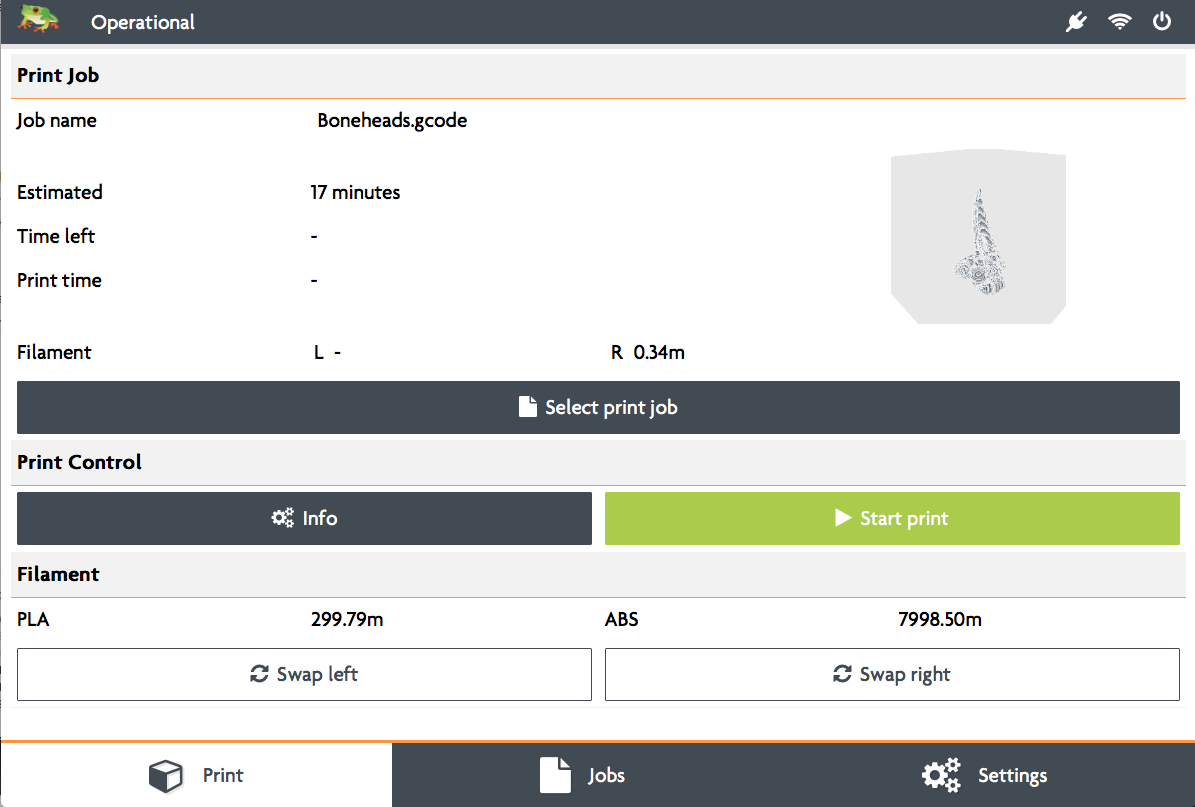 Operational
Print Job
Job name Boneheads.gcode
Estimated 17 minutes
Time left -
Print time -
Filament L - R 0.34m
Select print job
Print Control
Info Start print
Filament
PLA 299.79m ABS 7998.50m
Swap left Swap right
Print Jobs Settings